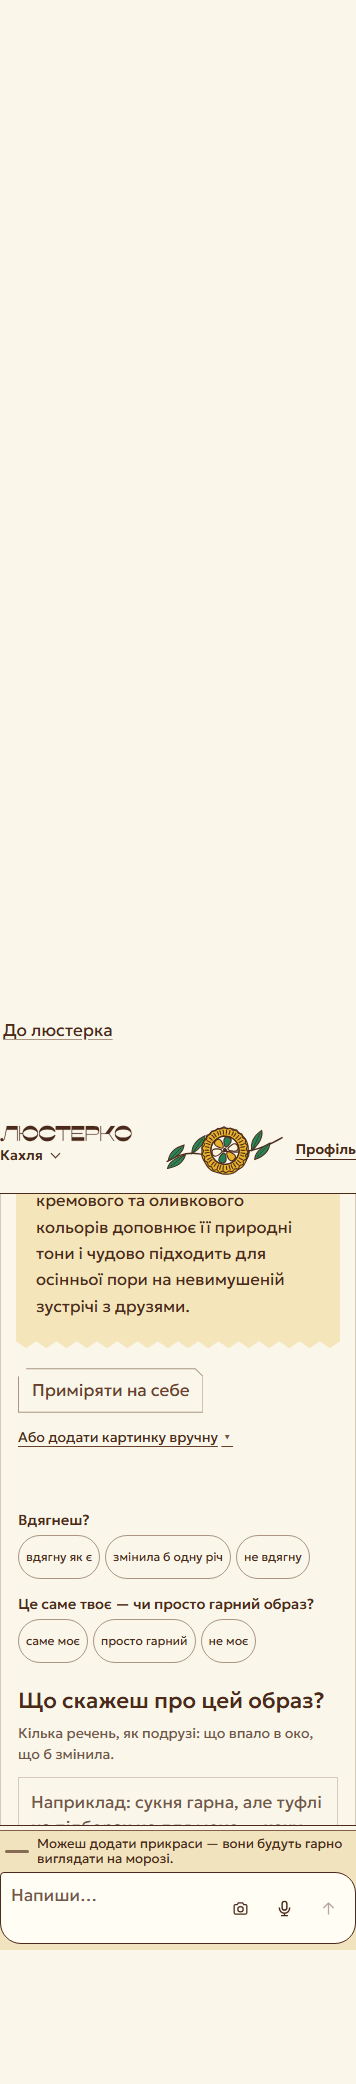 До люстерка
ЛЮСТЕРКО
Кахля
Профіль
кремового та оливкового
кольорів доповнює її природні
тони і чудово підходить для
осінньої пори на невимушеній
зустрічі з друзями.
Приміряти на себе
Або додати картинку вручну
Вдягнеш?
вдягну як є
змінила б одну річ
не вдягну
Це саме твоє — чи просто гарний образ?
саме моє
просто гарний
не моє
Що скажеш про цей образ?
Кілька речень, як подрузі: що впало в око,
що б змінила.
Наприклад: сукня гарна, але туфлі
Можеш додати прикраси — вони будуть гарно
виглядати на морозі.
Напиши...